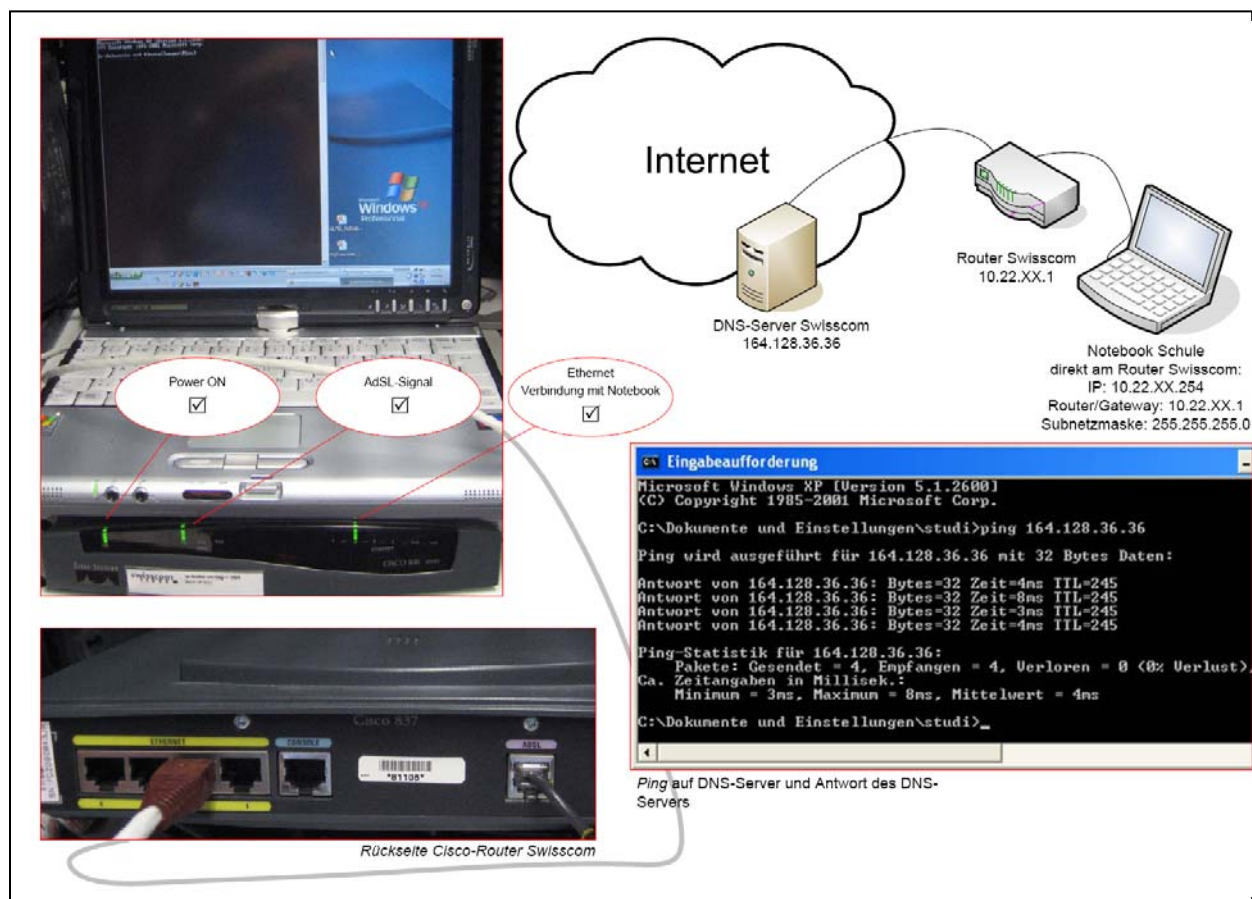 Internet
Router Swisscom
10.22.XX.1
DNS-Server Swisscom
164.128.36.36
Notebook Schule
direkt am Router Swisscom:
IP: 10.22.XX.254
Router/Gateway: 10.22.XX.1
Subnetzmaske: 255.255.255.0
Windows
Professional
Power ON
☑
AdSL-Signal
☑
Ethernet
Verbindung mit Notebook
☑
CISCO
Eingabeaufforderung
Microsoft Windows XP [Version 5.1.2600]
(C) Copyright 1985-2001 Microsoft Corp.
C:\Dokumente und Einstellungen\studi>ping 164.128.36.36
Ping wird ausgeführt für 164.128.36.36 mit 32 Bytes Daten:
Antwort von 164.128.36.36: Bytes=32 Zeit=4ms TTL=245
Antwort von 164.128.36.36: Bytes=32 Zeit=8ms TTL=245
Antwort von 164.128.36.36: Bytes=32 Zeit=3ms TTL=245
Antwort von 164.128.36.36: Bytes=32 Zeit=4ms TTL=245
Ping-Statistik für 164.128.36.36:
Pakete: Gesendet = 4, Empfangen = 4, Verloren = 0 (0% Verlust),
Ca. Zeitangaben in Millisek.:
Minimum = 3ms, Maximum = 8ms, Mittelwert = 4ms
C:\Dokumente und Einstellungen\studi>_
Ping auf DNS-Server und Antwort des DNS-
Servers
Cisco 837
ETHERNET
CONSOLE
ADSL
*81106*
4
1
Rückseite Cisco-Router Swisscom